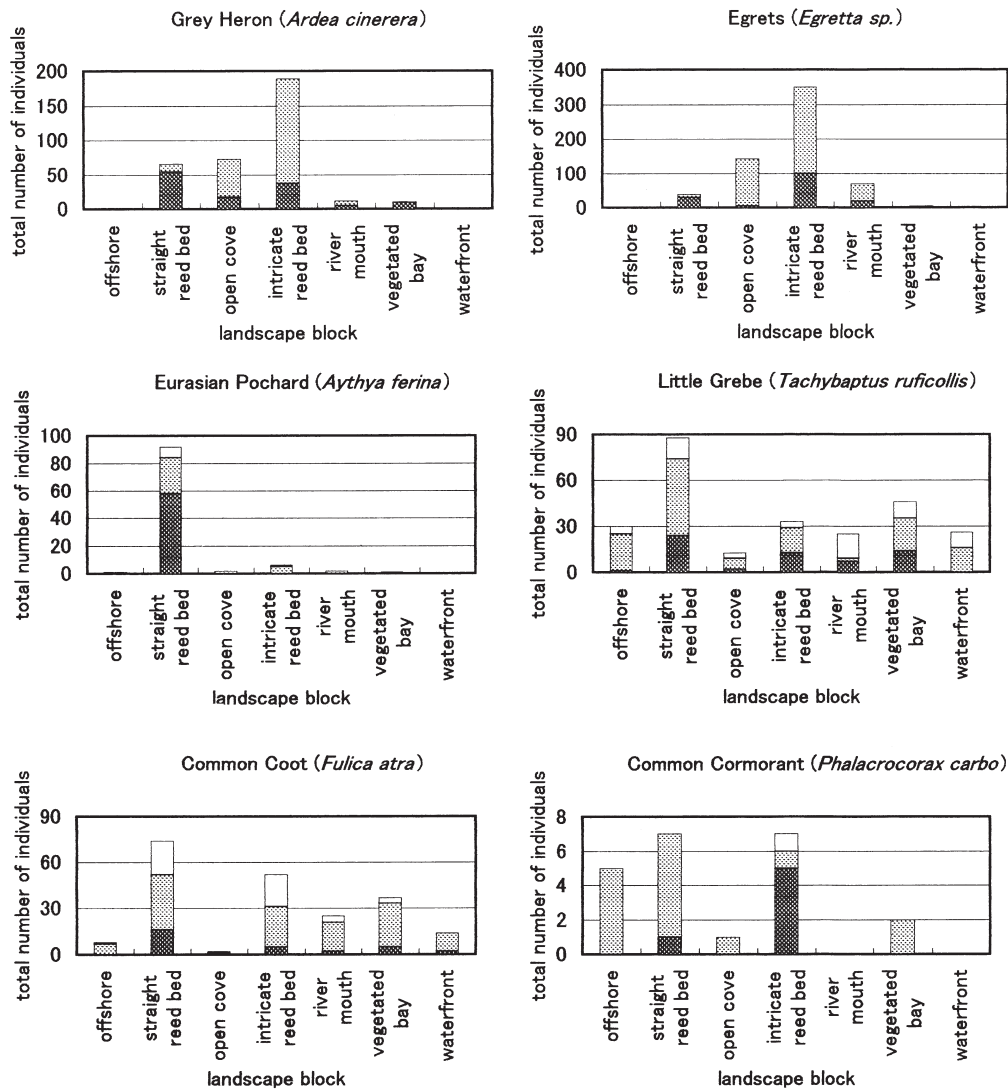 Grey Heron (Ardea cinerera)
total number of individuals
200
150
100
50
0
offshore
straight
reed bed
open cove
intricate
reed bed
river
mouth
vegetated
bay
waterfront
landscape block
Egrets (Egretta sp.)
total number of individuals
400
300
200
100
0
offshore
straight
reed bed
open cove
intricate
reed bed
river
mouth
vegetated
bay
waterfront
landscape block
Eurasian Pochard (Aythya ferina)
total number of individuals
100
80
60
40
20
0
offshore
straight
reed bed
open cove
intricate
reed bed
river
mouth
vegetated
bay
waterfront
landscape block
Little Grebe (Tachybaptus ruficollis)
total number of individuals
90
60
30
0
offshore
straight
reed bed
open cove
intricate
reed bed
river
mouth
vegetated
bay
waterfront
landscape block
Common Coot (Fulica atra)
total number of individuals
90
60
30
0
offshore
straight
reed bed
open cove
intricate
reed bed
river
mouth
vegetated
bay
waterfront
landscape block
Common Cormorant (Phalacrocorax carbo)
total number of individuals
8
6
4
2
0
offshore
straight
reed bed
open cove
intricate
reed bed
river
mouth
vegetated
bay
waterfront
landscape block